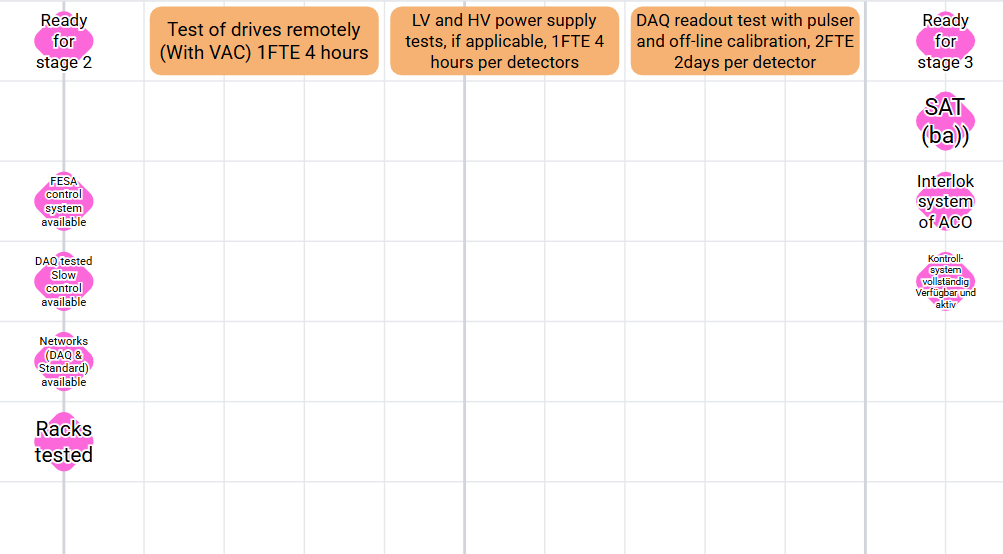 Ready
for
stage 2
Test of drives remotely
(With VAC) 1FTE 4 hours
LV and HV power supply
tests, if applicable, 1FTE 4
hours per detectors
DAQ readout test with pulser
and off-line calibration, 2FTE
2days per detector
Ready
for
stage 3
SAT
(ba))
FESA
control
system
available
Interlok
system
of ACO
DAQ tested
Slow
control
available
Kontroll-
system
vollständig
Verfügbar und
aktiv
Networks
(DAQ &
Standard)
available
Racks
tested